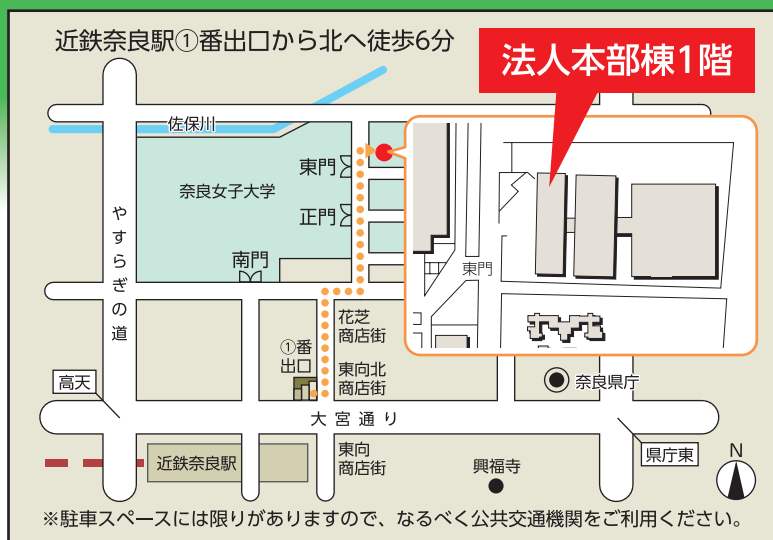 近鉄奈良駅①番出口から北へ徒歩6分
法人本部棟1階
佐保川
東門
奈良女子大学
正門
南門
やすらぎの道
東門
花芝
商店街
①番
出口
東向北
商店街
奈良県庁
高天
大宮通り
東向
商店街
近鉄奈良駅
興福寺
県庁東
N
※駐車スペースには限りがありますので、なるべく公共交通機関をご利用ください。